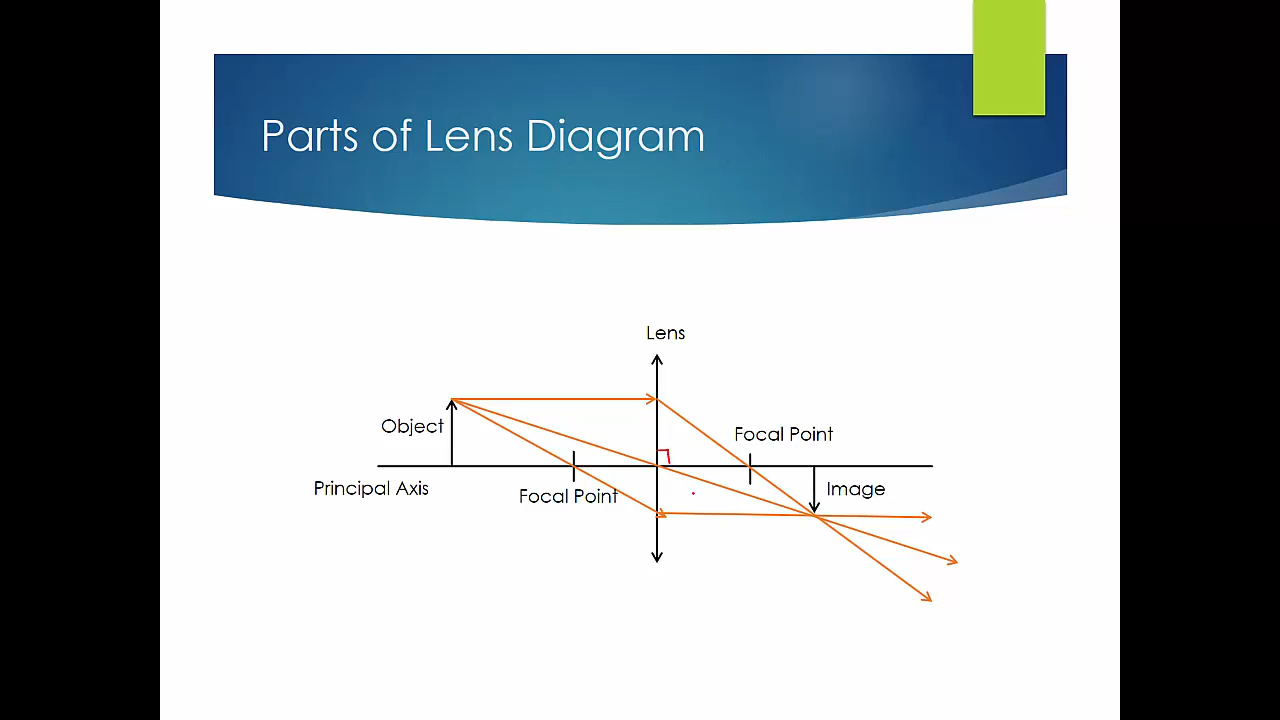 Parts of Lens Diagram
Lens
Object
Focal Point
Principal Axis
Focal Point
Image